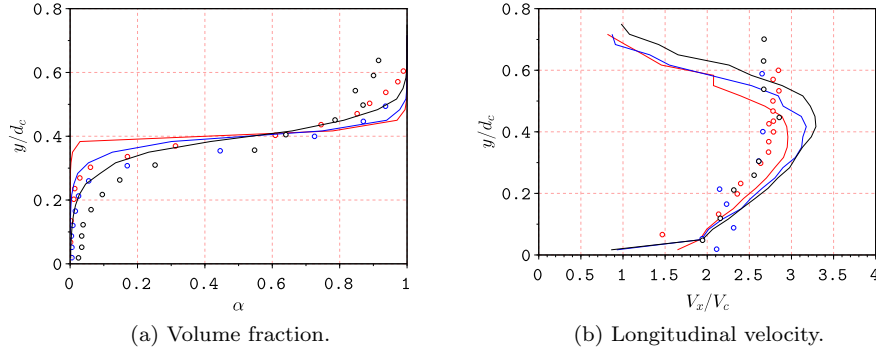 0.8
0.6
0.4
0.2
0
y/d_c
0 0.2 0.4 0.6 0.8 1
α
(a) Volume fraction.
0.8
0.6
0.4
0.2
0
y/d_c
0 0.5 1 1.5 2 2.5 3 3.5 4
V_x/V_c
(b) Longitudinal velocity.